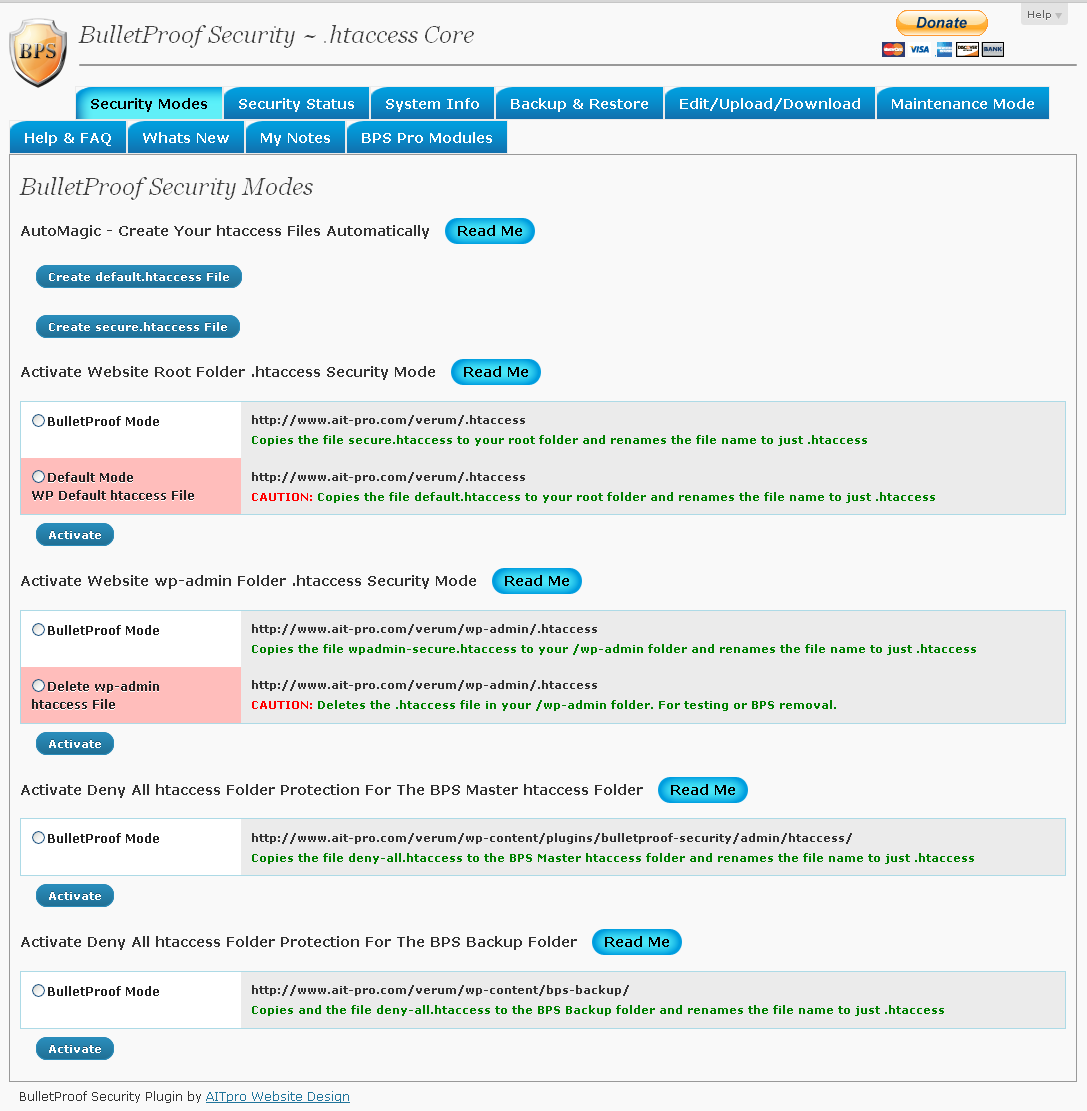 BPS
BulletProof Security ~ .htaccess Core
Donate
Help
VISA
BANK
Security Modes
Security Status
System Info
Backup & Restore
Edit/Upload/Download
Maintenance Mode
Help & FAQ
Whats New
My Notes
BPS Pro Modules
BulletProof Security Modes
AutoMagic - Create Your htaccess Files Automatically Read Me
Create default.htaccess File
Create secure.htaccess File
Activate Website Root Folder .htaccess Security Mode Read Me
BulletProof Mode
http://www.ait-pro.com/verum/.htaccess
Copies the file secure.htaccess to your root folder and renames the file name to just .htaccess
Default Mode
WP Default htaccess File
http://www.ait-pro.com/verum/.htaccess
CAUTION: Copies the file default.htaccess to your root folder and renames the file name to just .htaccess
Activate
Activate Website wp-admin Folder .htaccess Security Mode Read Me
BulletProof Mode
http://www.ait-pro.com/verum/wp-admin/.htaccess
Copies the file wpadmin-secure.htaccess to your /wp-admin folder and renames the file name to just .htaccess
Delete wp-admin
htaccess File
http://www.ait-pro.com/verum/wp-admin/.htaccess
CAUTION: Deletes the .htaccess file in your /wp-admin folder. For testing or BPS removal.
Activate
Activate Deny All htaccess Folder Protection For The BPS Master htaccess Folder Read Me
BulletProof Mode
http://www.ait-pro.com/verum/wp-content/plugins/bulletproof-security/admin/htaccess/
Copies the file deny-all.htaccess to the BPS Master htaccess folder and renames the file name to just .htaccess
Activate
Activate Deny All htaccess Folder Protection For The BPS Backup Folder Read Me
BulletProof Mode
http://www.ait-pro.com/verum/wp-content/bps-backup/
Copies and the file deny-all.htaccess to the BPS Backup folder and renames the file name to just .htaccess
Activate
BulletProof Security Plugin by AITpro Website Design